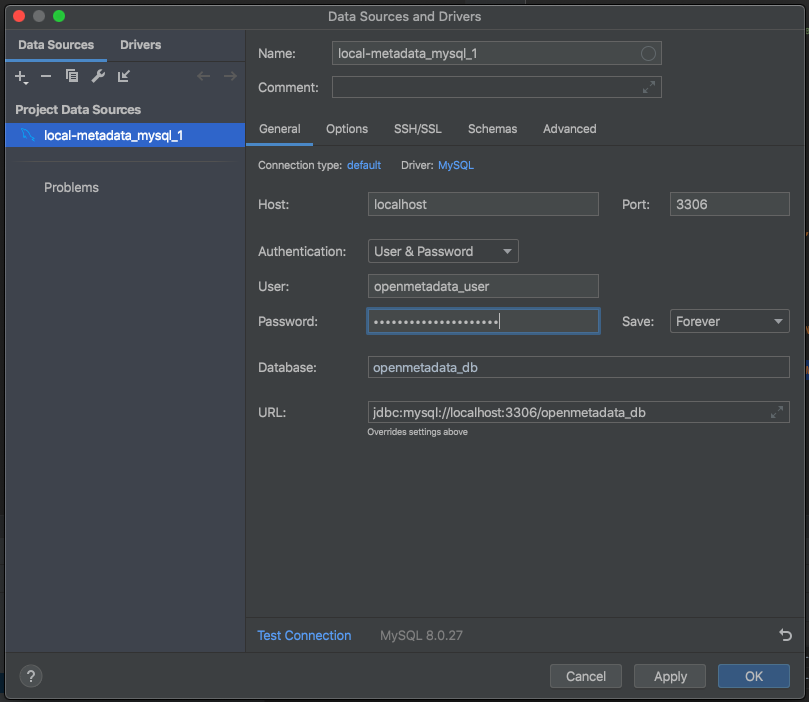 Data Sources and Drivers
Data Sources Drivers
Project Data Sources
local-metadata_mysql_1
Problems
Name: local-metadata_mysql_1
Comment:
General Options SSH/SSL Schemas Advanced
Connection type: default Driver: MySQL
Host: localhost Port: 3306
Authentication: User & Password
User: openmetadata_user
Password: ••••••••••••••••••••• Save: Forever
Database: openmetadata_db
URL: jdbc:mysql://localhost:3306/openmetadata_db
Overrides settings above
Test Connection MySQL 8.0.27
? Cancel Apply OK